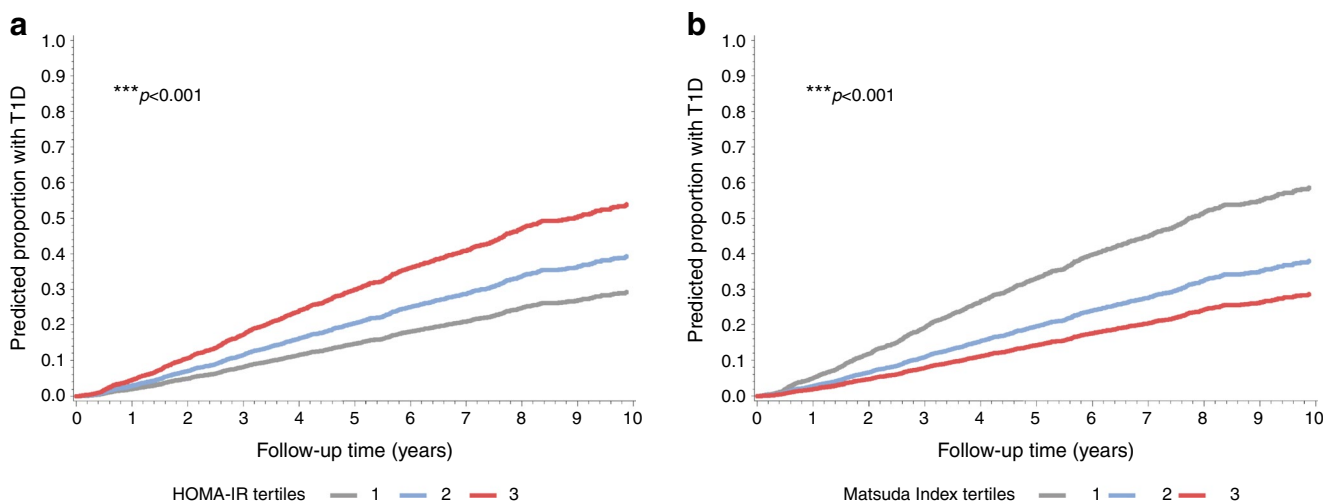 a
Predicted proportion with T1D
1.0
0.9
0.8
0.7
0.6
0.5
0.4
0.3
0.2
0.1
0.0
***p<0.001
0 1 2 3 4 5 6 7 8 9 10
Follow-up time (years)
HOMA-IR tertiles 1 2 3
b
Predicted proportion with T1D
1.0
0.9
0.8
0.7
0.6
0.5
0.4
0.3
0.2
0.1
0.0
***p<0.001
0 1 2 3 4 5 6 7 8 9 10
Follow-up time (years)
Matsuda Index tertiles 1 2 3